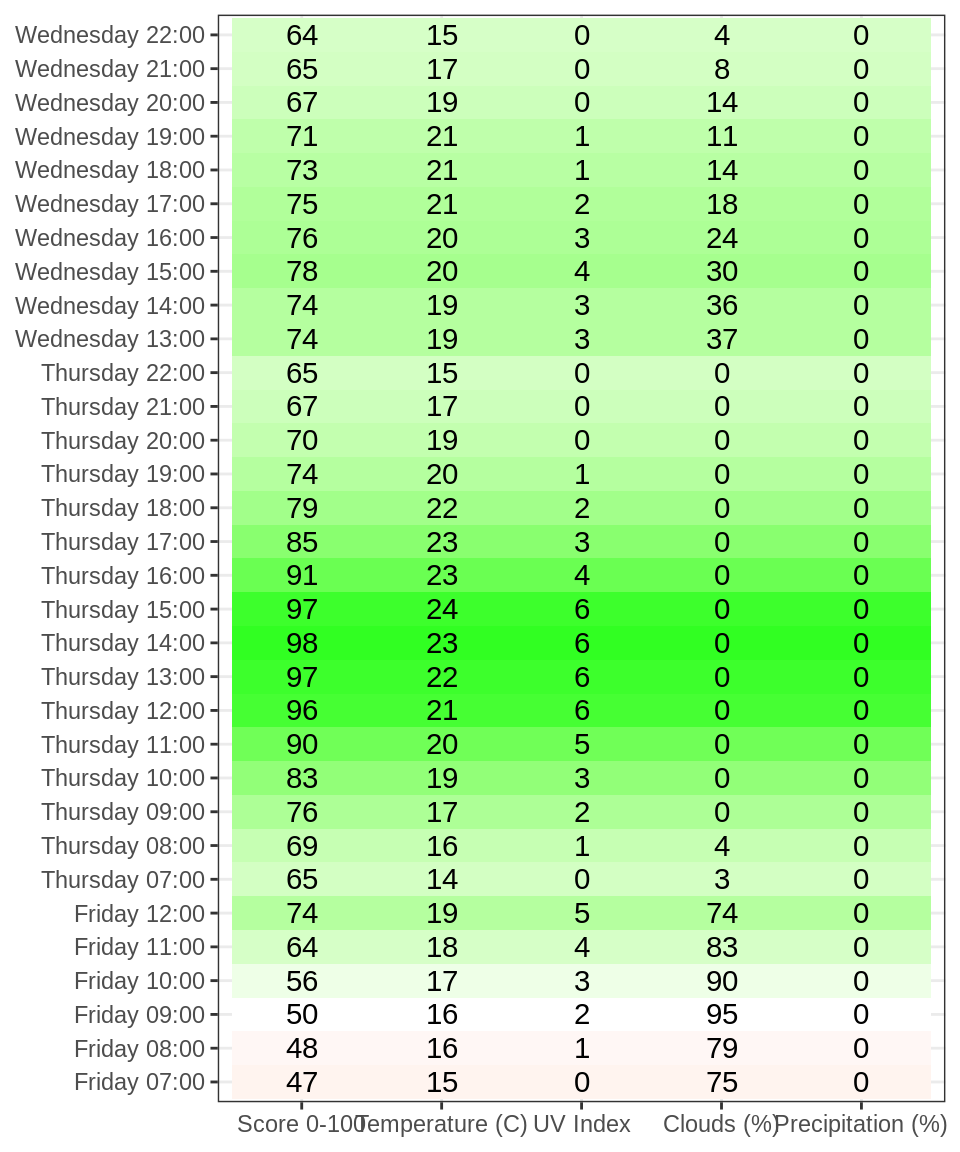 Wednesday 22:00 64 15 0 4 0
Wednesday 21:00 65 17 0 8 0
Wednesday 20:00 67 19 0 14 0
Wednesday 19:00 71 21 1 11 0
Wednesday 18:00 73 21 1 14 0
Wednesday 17:00 75 21 2 18 0
Wednesday 16:00 76 20 3 24 0
Wednesday 15:00 78 20 4 30 0
Wednesday 14:00 74 19 3 36 0
Wednesday 13:00 74 19 3 37 0
Thursday 22:00 65 15 0 0 0
Thursday 21:00 67 17 0 0 0
Thursday 20:00 70 19 0 0 0
Thursday 19:00 74 20 1 0 0
Thursday 18:00 79 22 2 0 0
Thursday 17:00 85 23 3 0 0
Thursday 16:00 91 23 4 0 0
Thursday 15:00 97 24 6 0 0
Thursday 14:00 98 23 6 0 0
Thursday 13:00 97 22 6 0 0
Thursday 12:00 96 21 6 0 0
Thursday 11:00 90 20 5 0 0
Thursday 10:00 83 19 3 0 0
Thursday 09:00 76 17 2 0 0
Thursday 08:00 69 16 1 4 0
Thursday 07:00 65 14 0 3 0
Friday 12:00 74 19 5 74 0
Friday 11:00 64 18 4 83 0
Friday 10:00 56 17 3 90 0
Friday 09:00 50 16 2 95 0
Friday 08:00 48 16 1 79 0
Friday 07:00 47 15 0 75 0
Score 0-100 Temperature (C) UV Index Clouds (%) Precipitation (%)